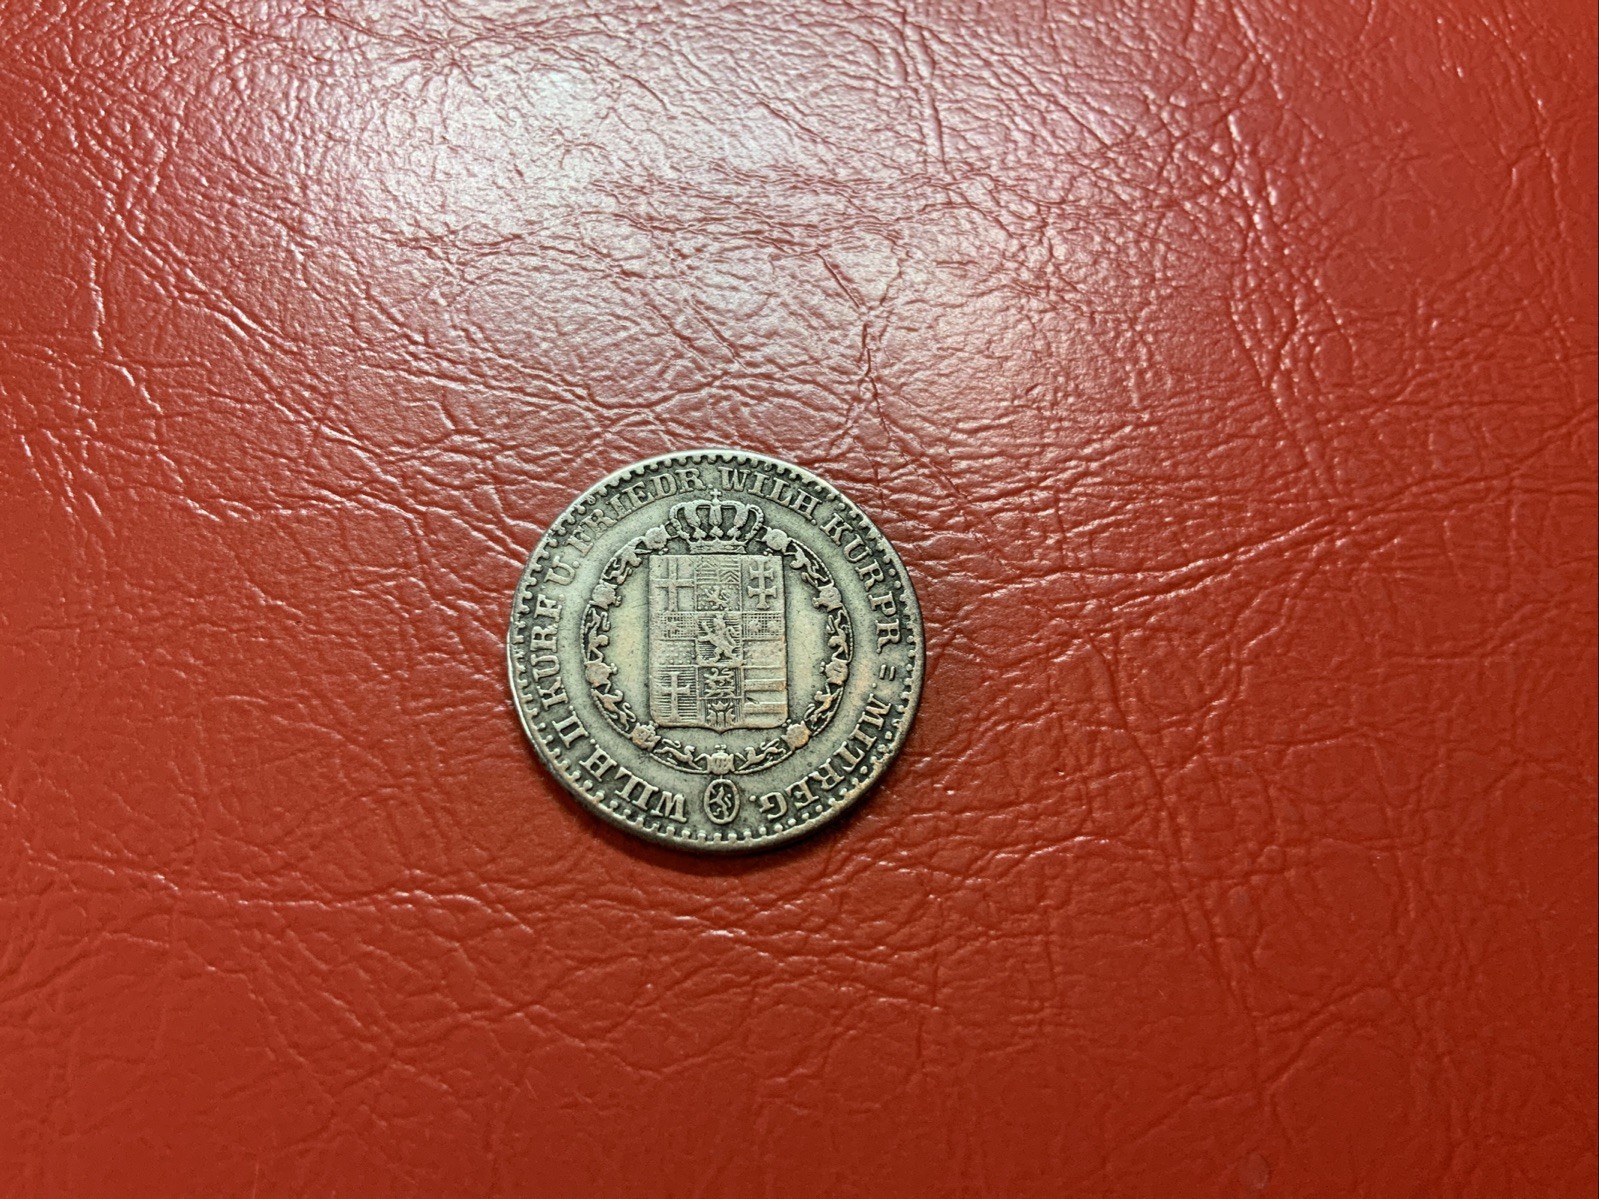 WILH. II KURF U. FRIEDR. WILH. KURPR = MITREG.